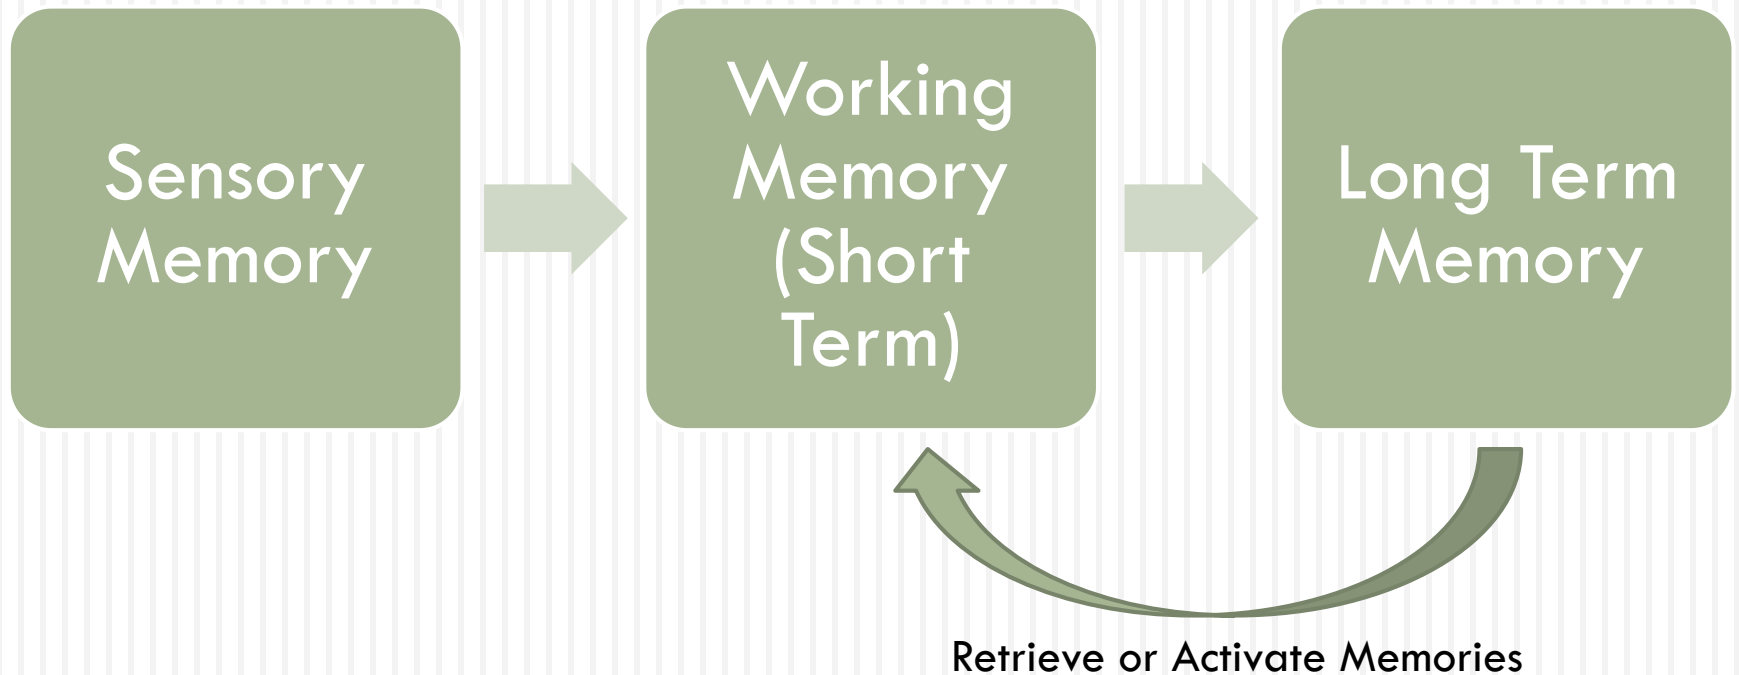 Sensory
Memory
Working
Memory
(Short
Term)
Long Term
Memory
Retrieve or Activate Memories